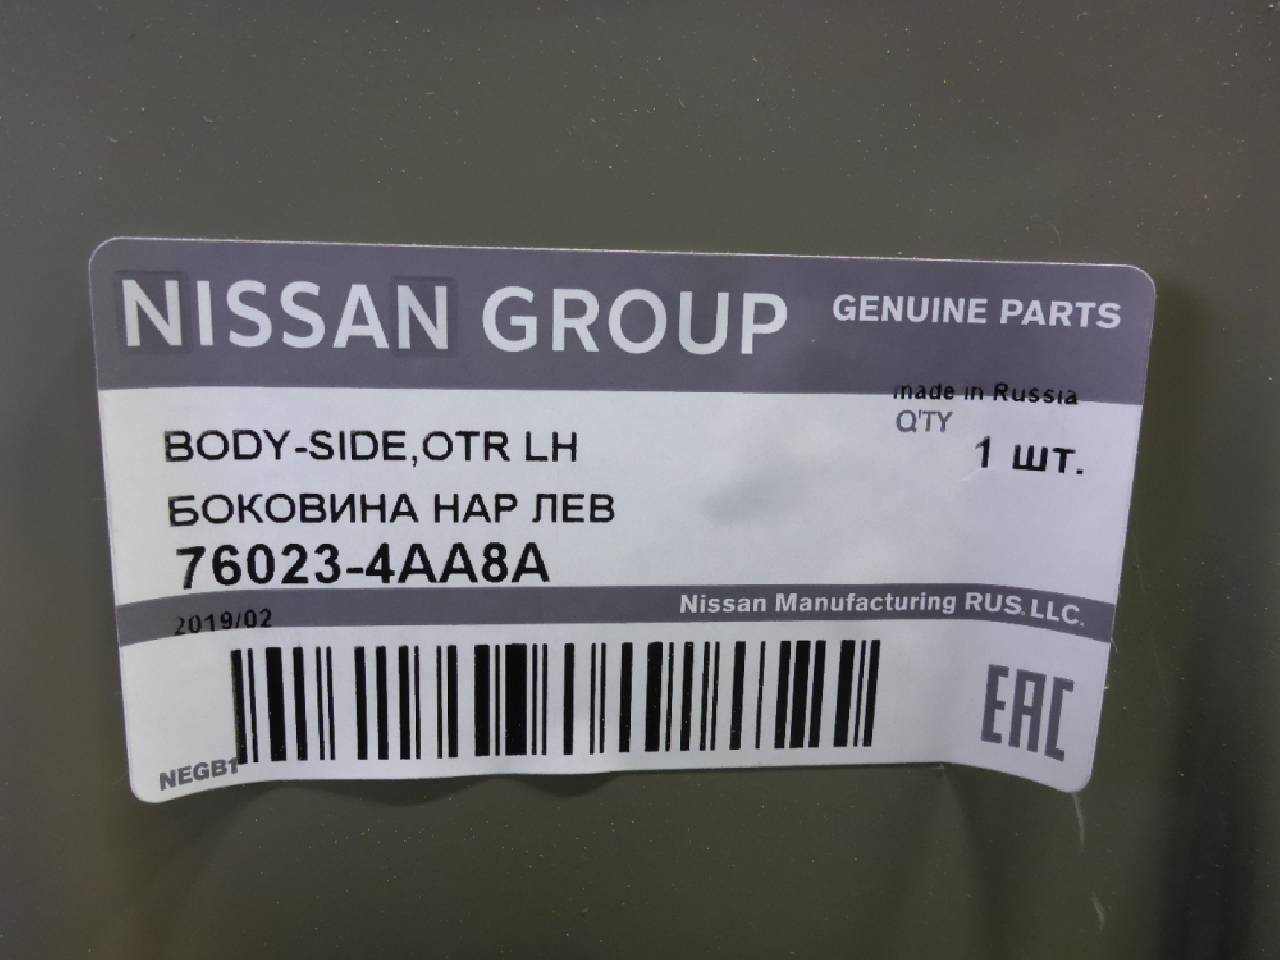 NISSAN GROUP GENUINE PARTS
made in Russia
Q'TY
1 шт.
BODY-SIDE,OTR LH
БОКОВИНА НАР ЛЕВ
76023-4AA8A
Nissan Manufacturing RUS.LLC.
2019/02
EAC
NEGB1